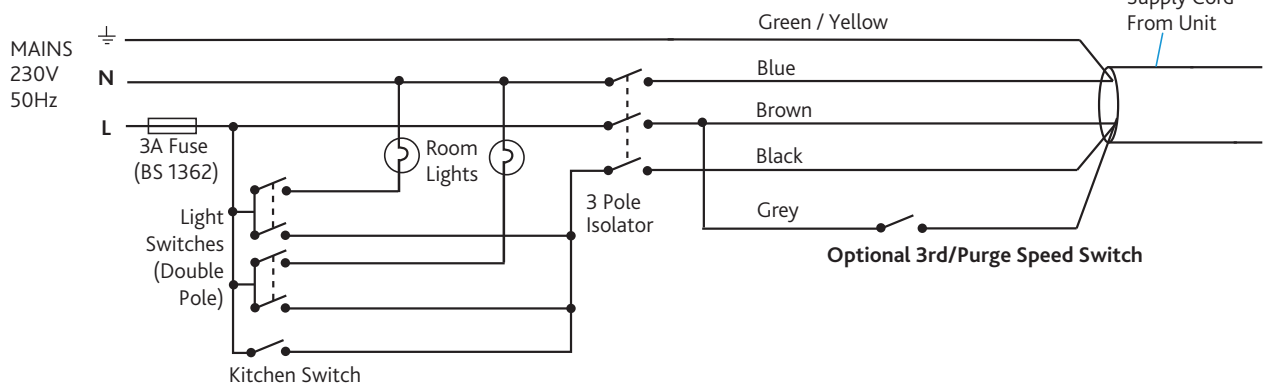 Supply Cord
From Unit
Green / Yellow
MAINS
230V
50Hz
N
Blue
L
Brown
3A Fuse
(BS 1362)
Room
Lights
Black
Light
Switches
(Double
Pole)
3 Pole
Isolator
Grey
Optional 3rd/Purge Speed Switch
Kitchen Switch